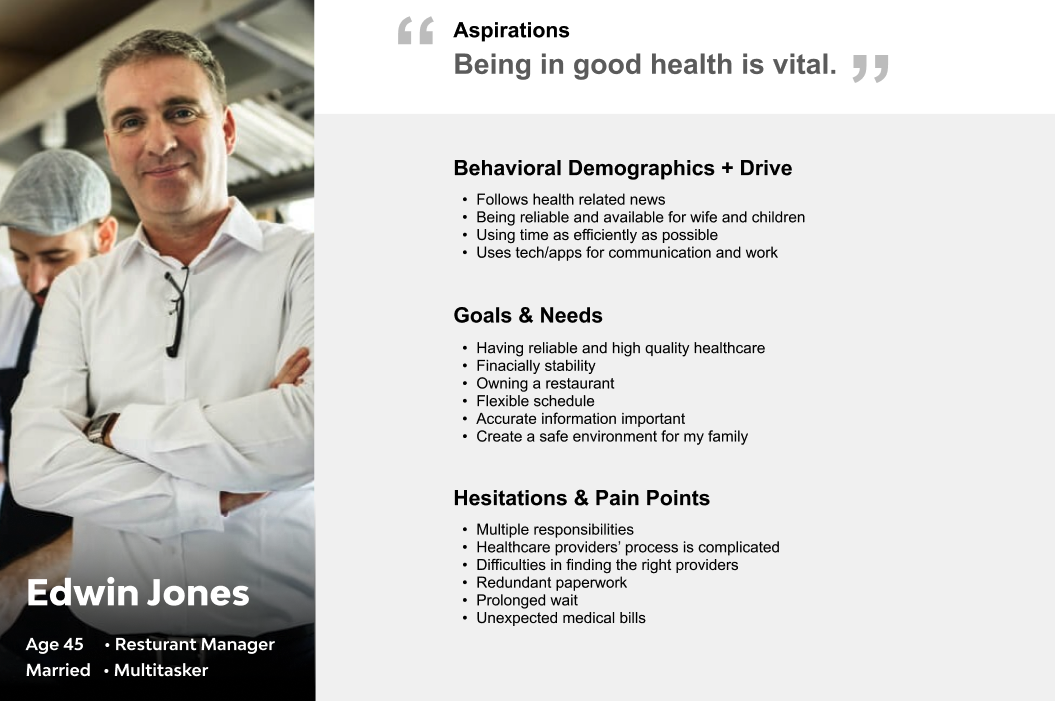 “ Aspirations
Being in good health is vital. ”
Behavioral Demographics + Drive
• Follows health related news
• Being reliable and available for wife and children
• Using time as efficiently as possible
• Uses tech/apps for communication and work
Goals & Needs
• Having reliable and high quality healthcare
• Finacially stability
• Owning a restaurant
• Flexible schedule
• Accurate information important
• Create a safe environment for my family
Hesitations & Pain Points
• Multiple responsibilities
• Healthcare providers’ process is complicated
• Difficulties in finding the right providers
• Redundant paperwork
• Prolonged wait
• Unexpected medical bills
Edwin Jones
Age 45 • Resturant Manager
Married • Multitasker